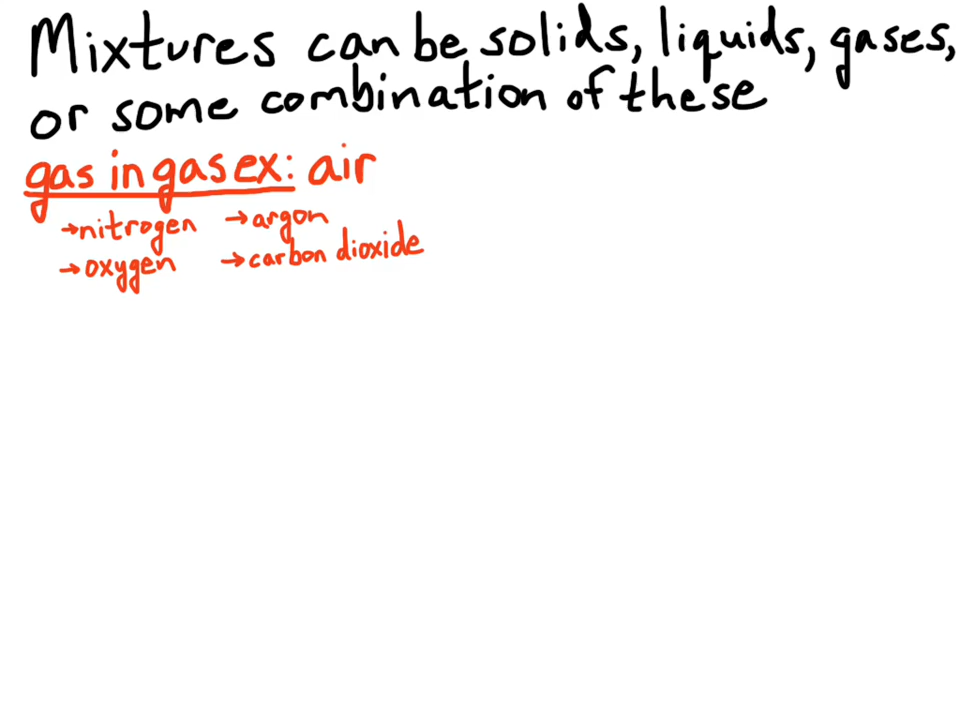 Mixtures can be solids, liquids, gases,
or some combination of these
gas in gas ex: air
→nitrogen →argon
→oxygen →carbon dioxide